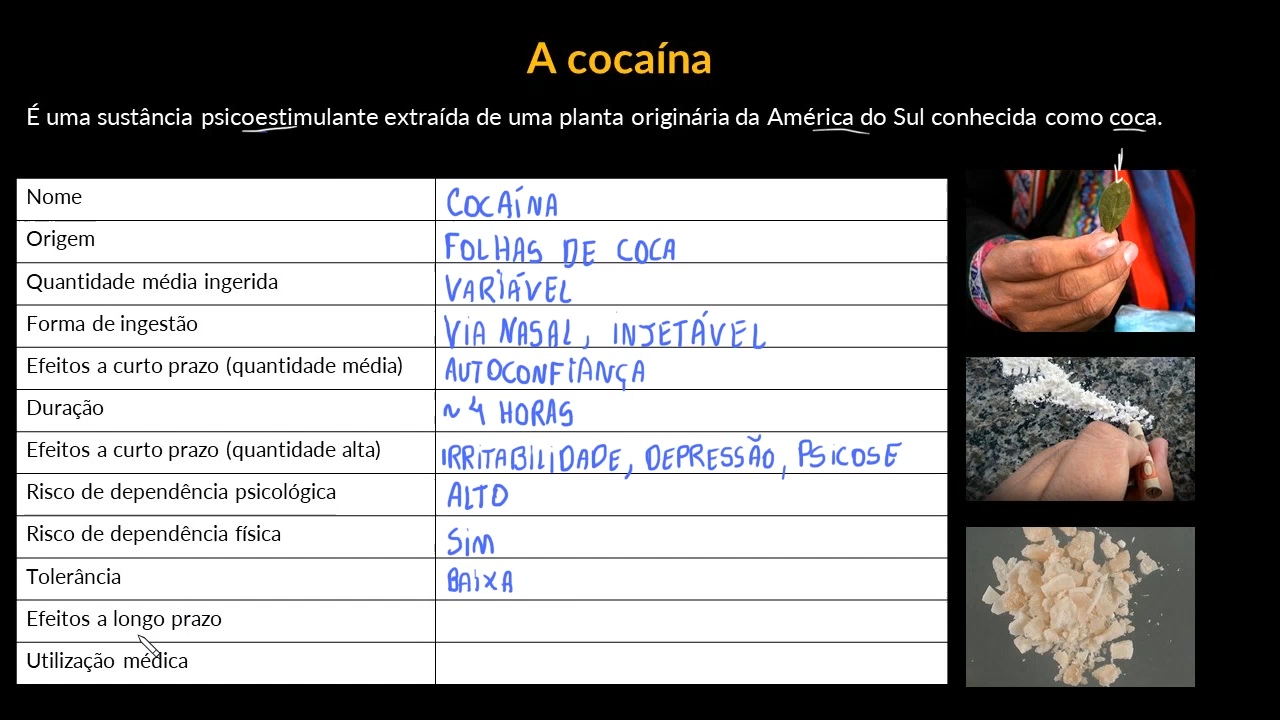 A cocaína
É uma sustância psicoestimulante extraída de uma planta originária da América do Sul conhecida como coca.
Nome COCAÍNA
Origem FOLHAS DE COCA
Quantidade média ingerida VARIÁVEL
Forma de ingestão VIA NASAL, INJETÁVEL
Efeitos a curto prazo (quantidade média) AUTOCONFIANÇA
Duração ~ 4 HORAS
Efeitos a curto prazo (quantidade alta) IRRITABILIDADE, DEPRESSÃO, PSICOSE
Risco de dependência psicológica ALTO
Risco de dependência física SIM
Tolerância BAIXA
Efeitos a longo prazo
Utilização médica